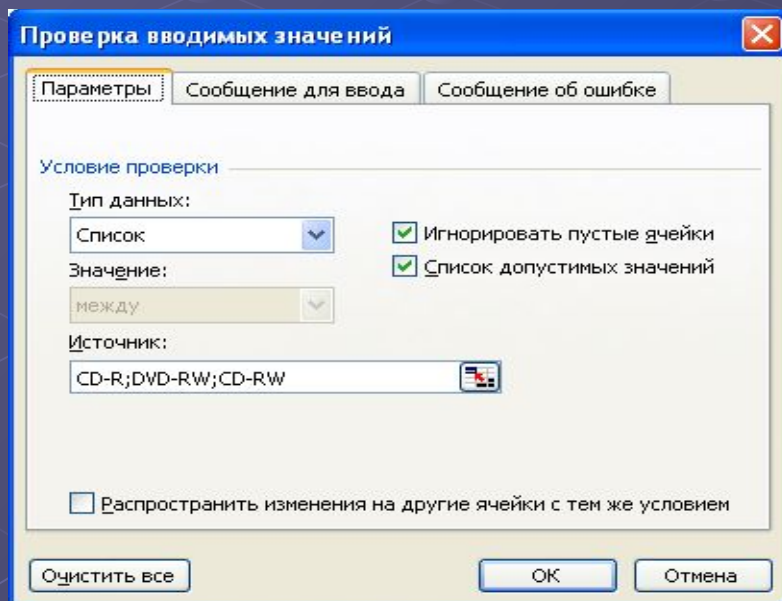 Проверка вводимых значений
Параметры
Сообщение для ввода
Сообщение об ошибке
Условие проверки
Тип данных:
Список
Игнорировать пустые ячейки
Значение:
Список допустимых значений
между
Источник:
CD-R;DVD-RW;CD-RW
Распространить изменения на другие ячейки с тем же условием
Очистить все
ОК
Отмена